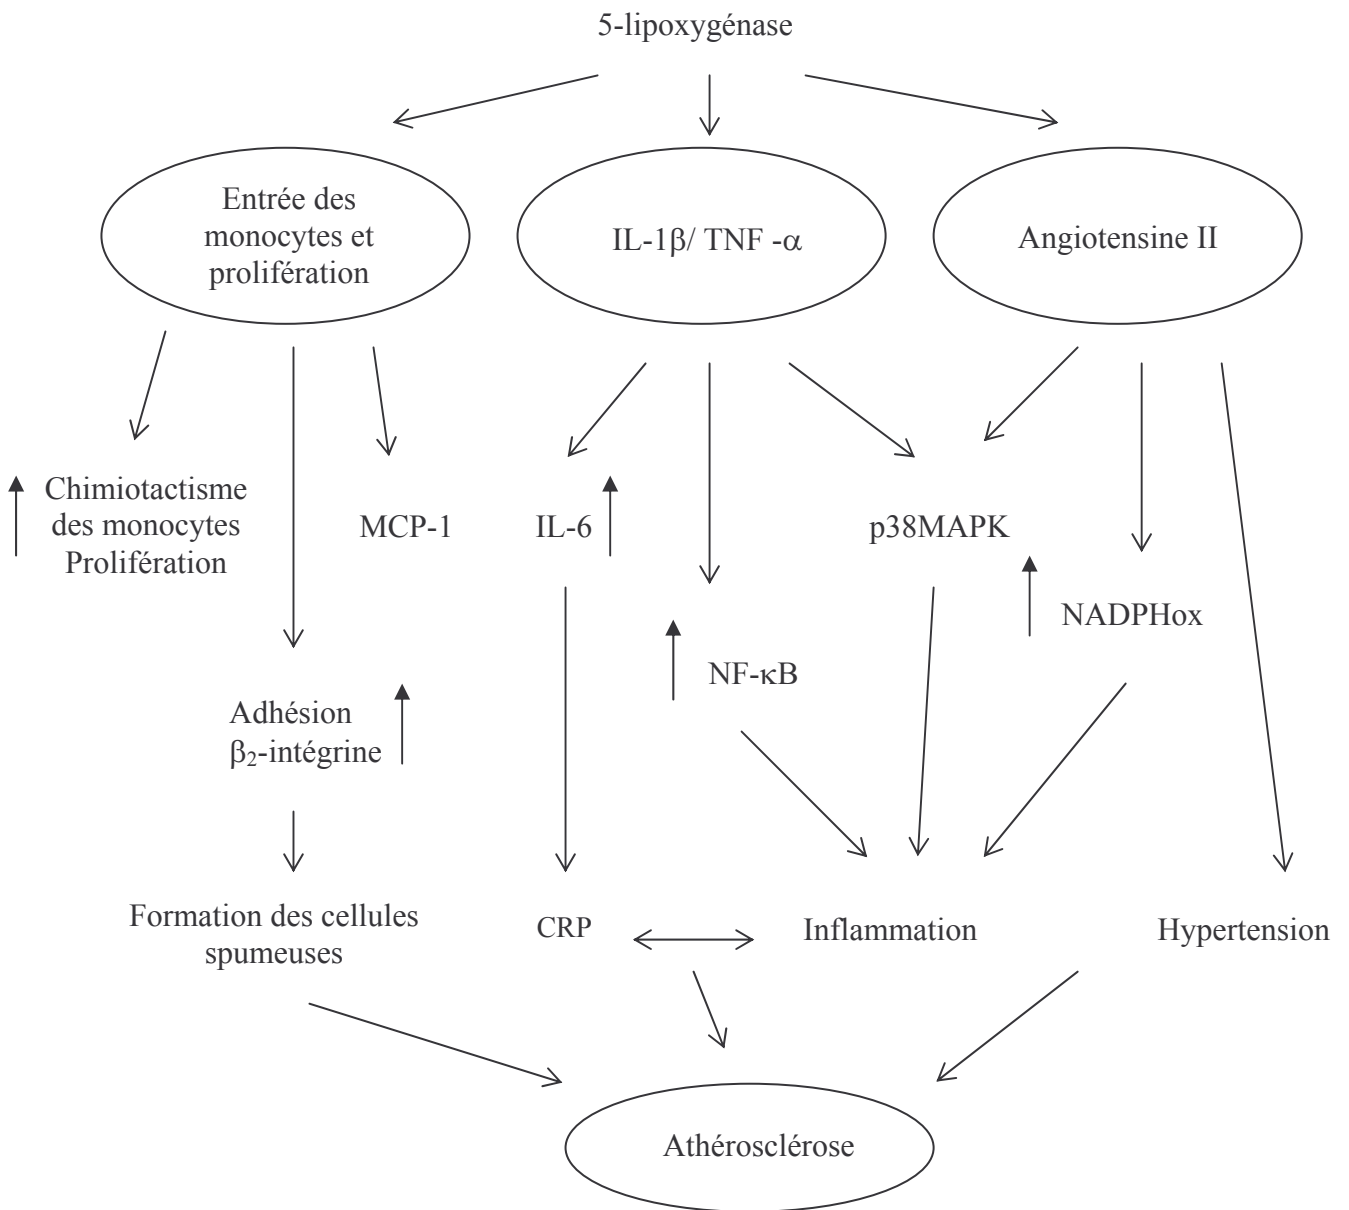 5-lipoxygénase
Entrée des
monocytes et
prolifération
IL-1β/ TNF -α
Angiotensine II
Chimiotactisme
des monocytes
Prolifération
MCP-1
IL-6
p38MAPK
NADPHox
NF-κB
Adhésion
β₂-intégrine
Formation des cellules
spumeuses
CRP
Inflammation
Hypertension
Athérosclérose